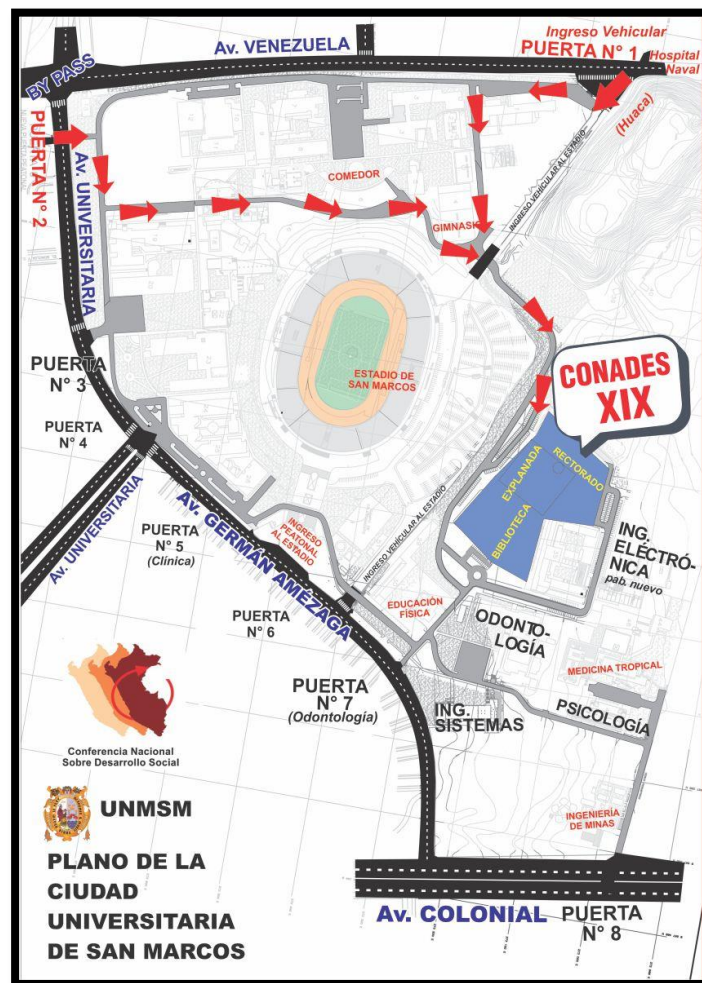 Av. VENEZUELA
Ingreso Vehicular
PUERTA N° 1
Hospital
Naval
BY PASS
(Huaca)
PUERTA N° 2
Av. UNIVERSITARIA
INGRESO VEHICULAR AL ESTADIO
COMEDOR
GIMNASIO
PUERTA
N° 3
ESTADIO DE
SAN MARCOS
CONADES
XIX
PUERTA
N° 4
EXPLANADA
RECTORADO
BIBLIOTECA
Av. UNIVERSITARIA
PUERTA
N° 5
(Clínica)
Av. GERMÁN AMÉZAGA
INGRESO
PEATONAL
AL ESTADIO
INGRESO VEHICULAR AL ESTADIO
ING.
ELECTRÓ-
NICA
pab. nuevo
PUERTA
N° 6
EDUCACIÓN
FÍSICA
ODONTO-
LOGÍA
MEDICINA TROPICAL
PUERTA
N° 7
(Odontología)
ING.
SISTEMAS
PSICOLOGÍA
Conferencia Nacional
Sobre Desarrollo Social
UNMSM
INGENIERÍA
DE MINAS
PLANO DE LA
CIUDAD
UNIVERSITARIA
DE SAN MARCOS
Av. COLONIAL
PUERTA
N° 8